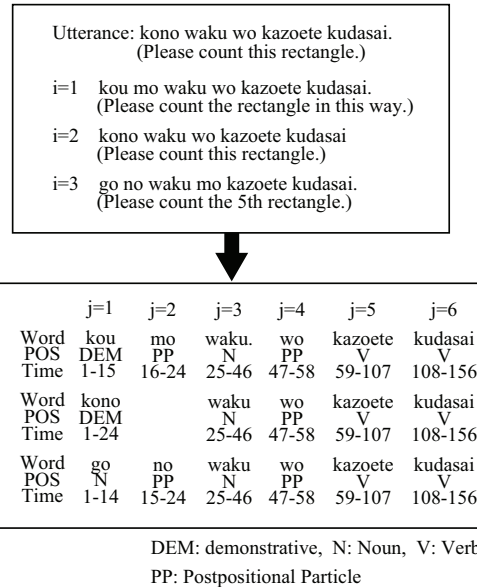 Utterance: kono waku wo kazoete kudasai.
(Please count this rectangle.)
i=1 kou mo waku wo kazoete kudasai.
(Please count the rectangle in this way.)
i=2 kono waku wo kazoete kudasai
(Please count this rectangle.)
i=3 go no waku mo kazoete kudasai.
(Please count the 5th rectangle.)
j=1 j=2 j=3 j=4 j=5 j=6
Word kou mo waku. wo kazoete kudasai
POS DEM PP N PP V V
Time 1-15 16-24 25-46 47-58 59-107 108-156
Word kono waku wo kazoete kudasai
POS DEM N PP V V
Time 1-24 25-46 47-58 59-107 108-156
Word go no waku wo kazoete kudasai
POS N PP N PP V V
Time 1-14 15-24 25-46 47-58 59-107 108-156
DEM: demonstrative, N: Noun, V: Verb
PP: Postpositional Particle